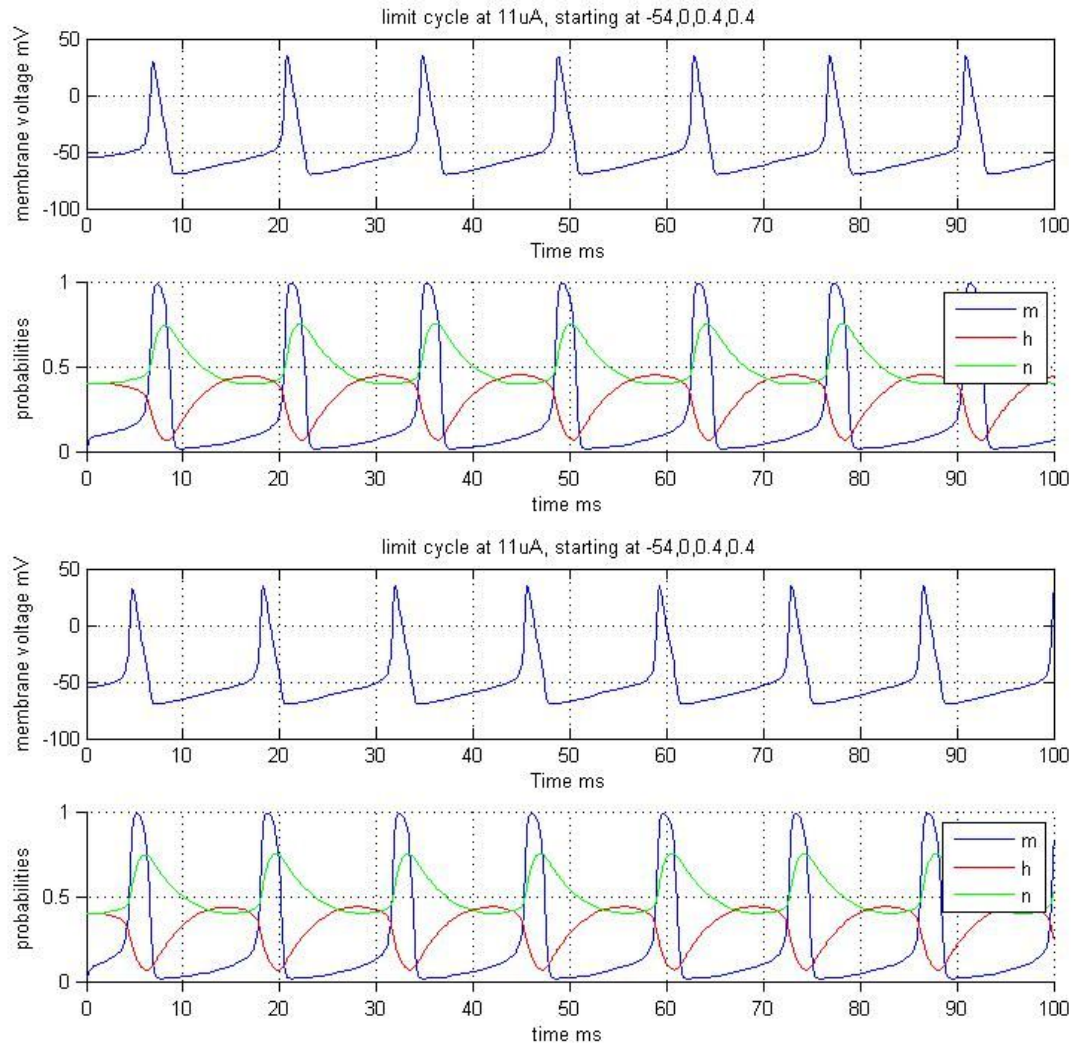 limit cycle at 11uA, starting at -54,0,0.4,0.4
membrane voltage mV
50
0
-50
-100
0 10 20 30 40 50 60 70 80 90 100
Time ms
probabilities
1
0.5
0
m
h
n
0 10 20 30 40 50 60 70 80 90 100
time ms
limit cycle at 11uA, starting at -54,0,0.4,0.4
membrane voltage mV
50
0
-50
-100
0 10 20 30 40 50 60 70 80 90 100
Time ms
probabilities
1
0.5
0
m
h
n
0 10 20 30 40 50 60 70 80 90 100
time ms